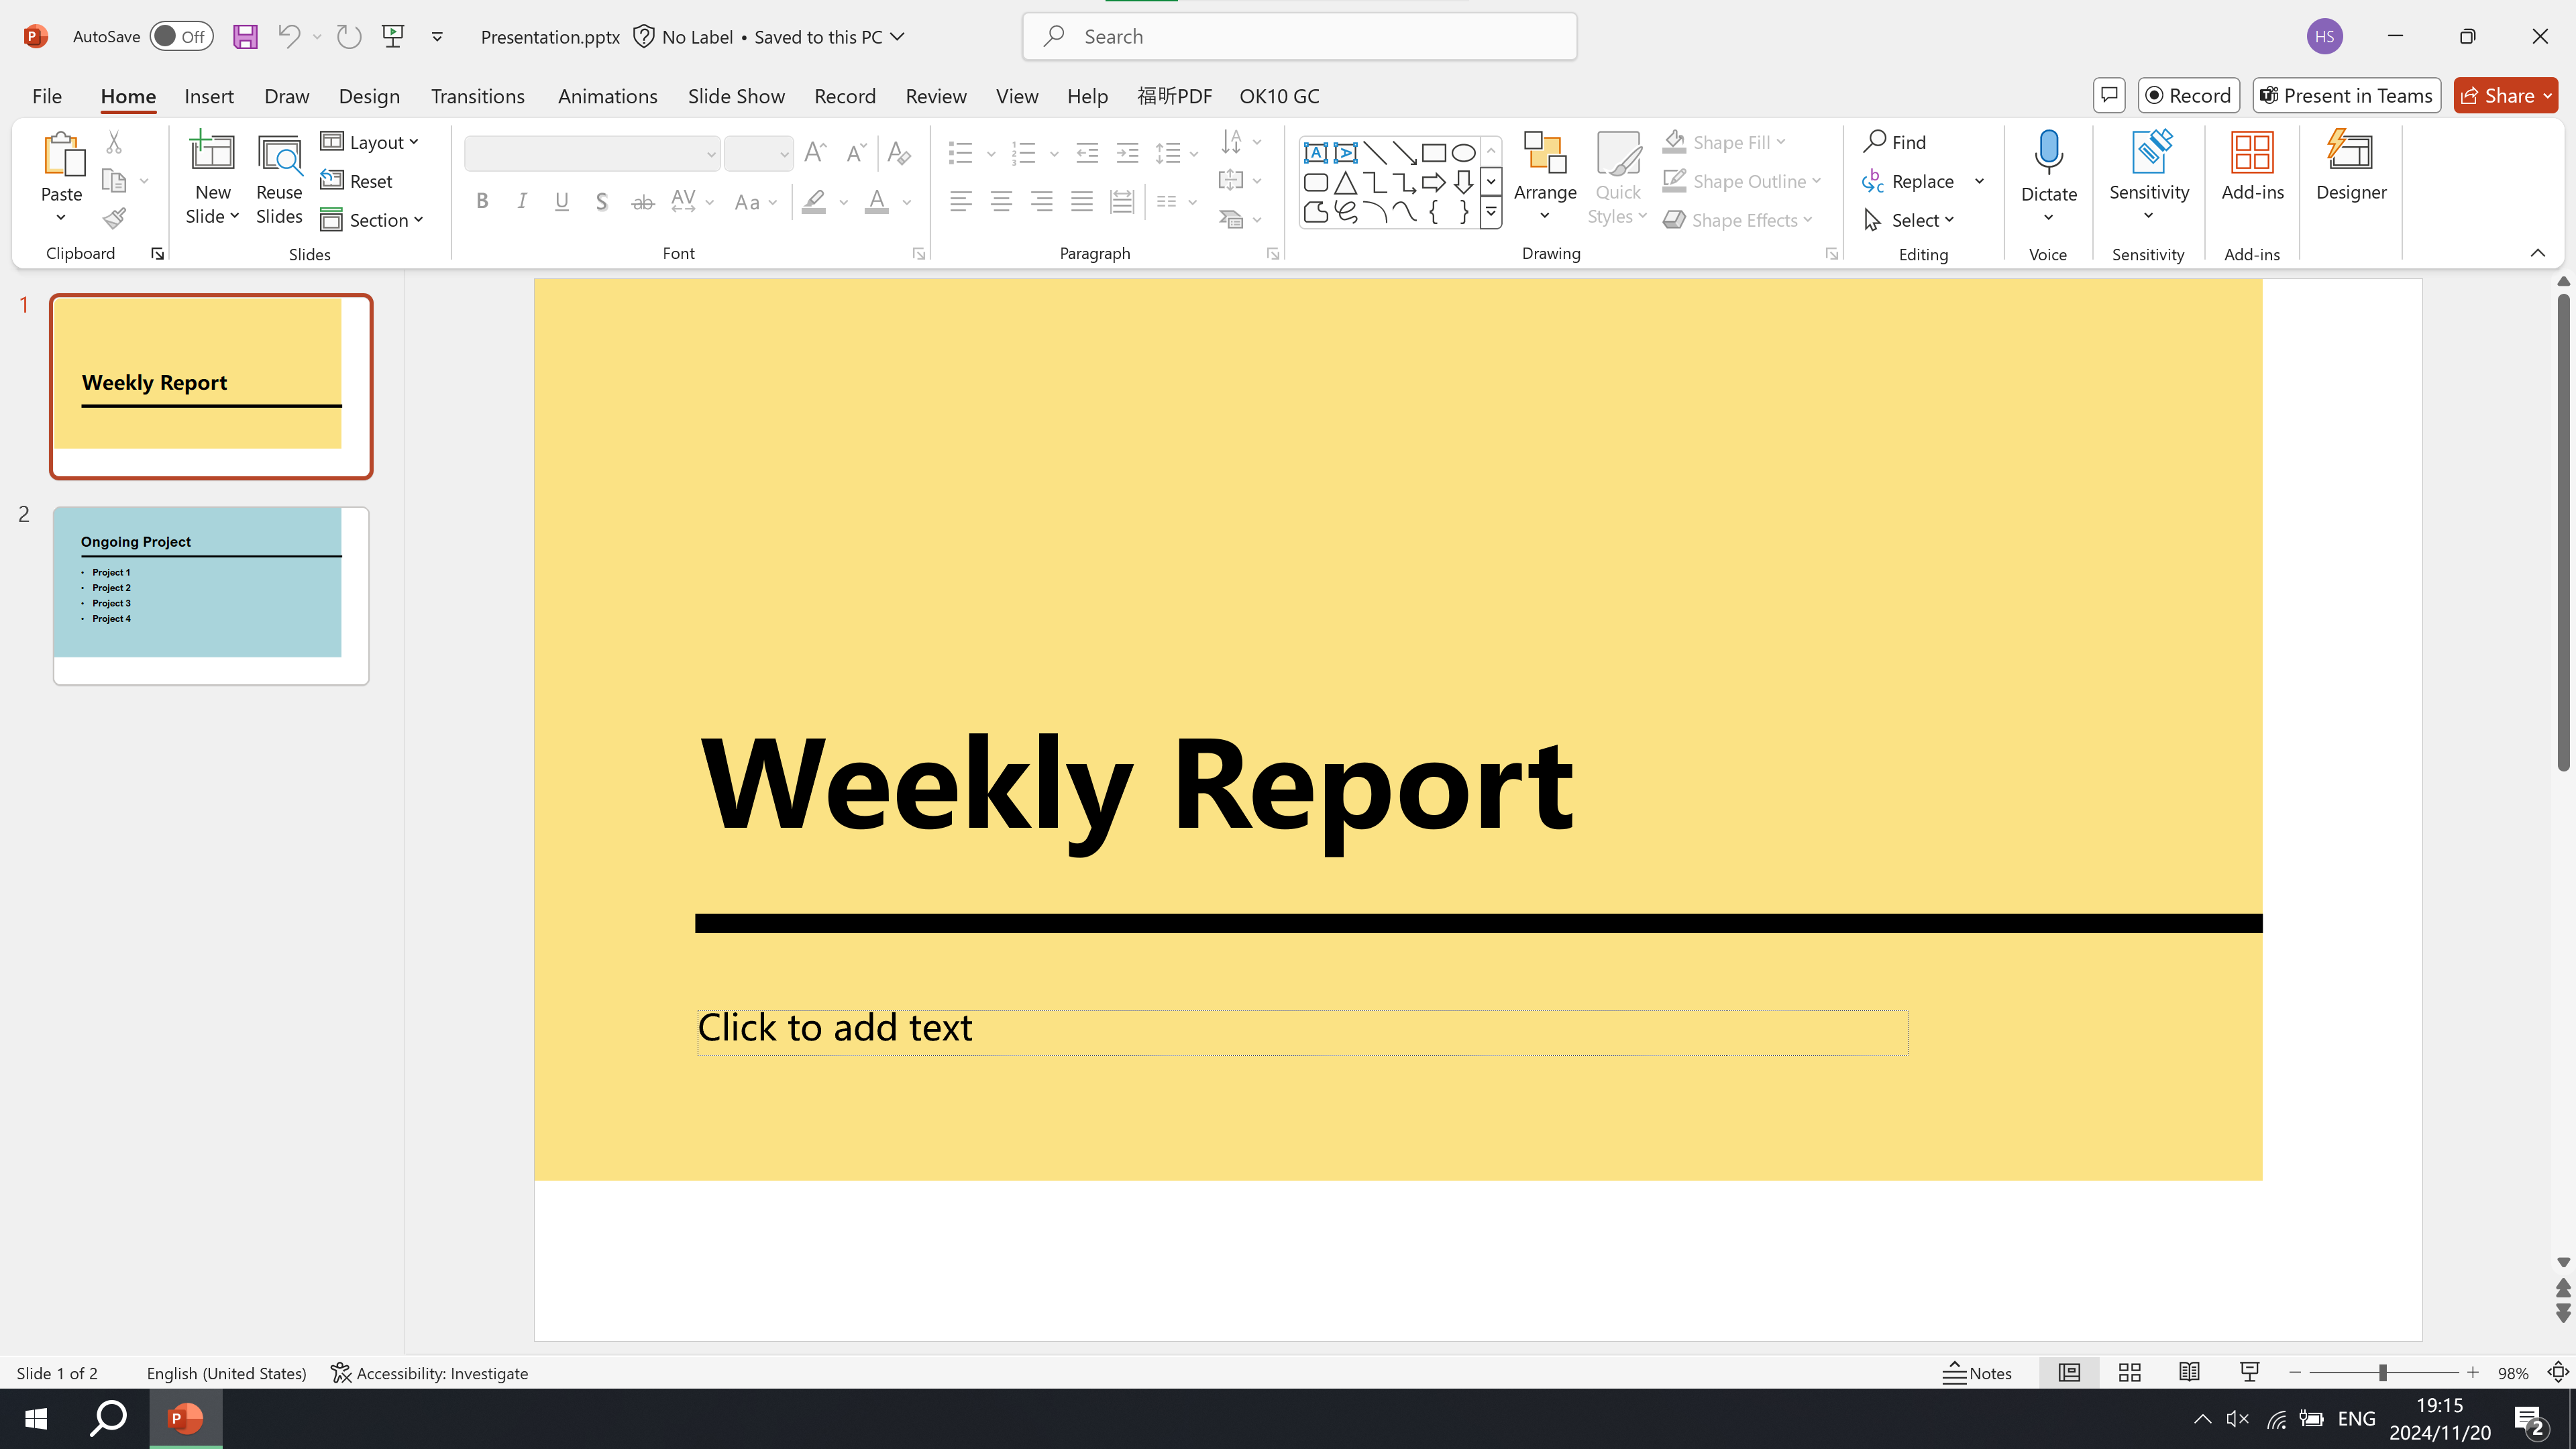 AutoSave Off Presentation.pptx No Label • Saved to this PC Search HS
File Home Insert Draw Design Transitions Animations Slide Show Record Review View Help 福昕PDF OK10 GC Record Present in Teams Share
Paste
Clipboard
New Slide
Reuse Slides
Layout
Reset
Section
Slides
Font
Paragraph
Arrange
Quick Styles
Shape Fill
Shape Outline
Shape Effects
Drawing
Find
Replace
Select
Editing
Dictate
Voice
Sensitivity
Sensitivity
Add-ins
Add-ins
Designer
1
Weekly Report
2
Ongoing Project
• Project 1
• Project 2
• Project 3
• Project 4
Weekly Report
Click to add text
Slide 1 of 2 English (United States) Accessibility: Investigate Notes 98%
ENG 19:15
2024/11/20
2